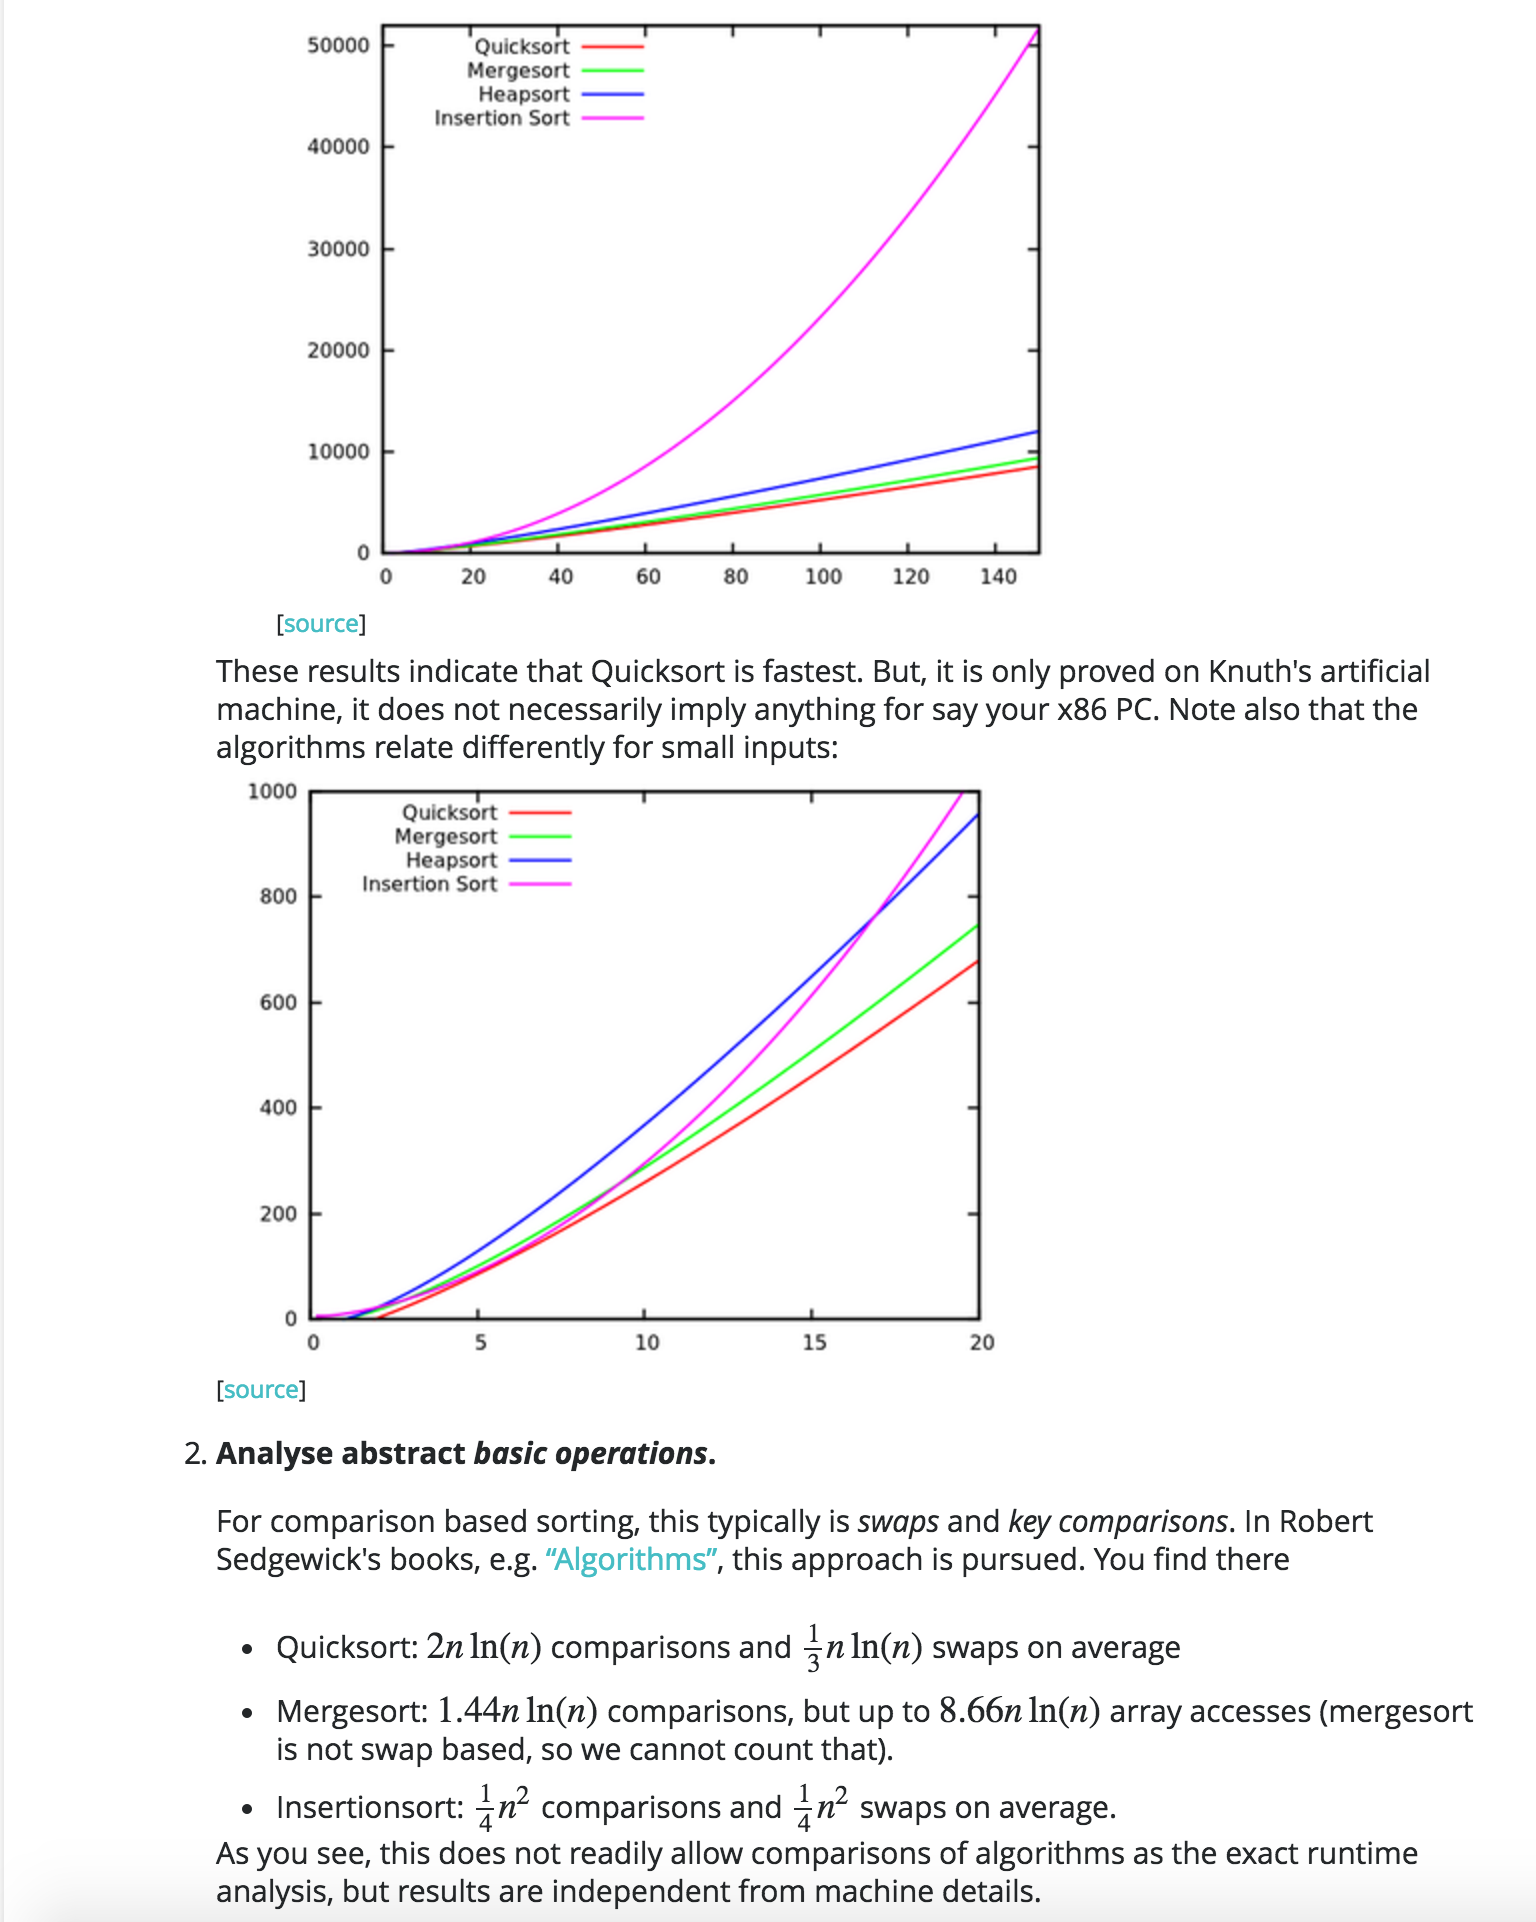 50000
Quicksort
Mergesort
Heapsort
Insertion Sort
40000
30000
20000
10000
0
0 20 40 60 80 100 120 140
[source]
These results indicate that Quicksort is fastest. But, it is only proved on Knuth's artificial
machine, it does not necessarily imply anything for say your x86 PC. Note also that the
algorithms relate differently for small inputs:
1000
Quicksort
Mergesort
Heapsort
Insertion Sort
800
600
400
200
0
0 5 10 15 20
[source]
2. Analyse abstract basic operations.
For comparison based sorting, this typically is swaps and key comparisons. In Robert
Sedgewick's books, e.g. “Algorithms”, this approach is pursued. You find there
• Quicksort: 2n ln(n) comparisons and 1/3 n ln(n) swaps on average
• Mergesort: 1.44n ln(n) comparisons, but up to 8.66n ln(n) array accesses (mergesort
is not swap based, so we cannot count that).
• Insertionsort: 1/4 n² comparisons and 1/4 n² swaps on average.
As you see, this does not readily allow comparisons of algorithms as the exact runtime
analysis, but results are independent from machine details.